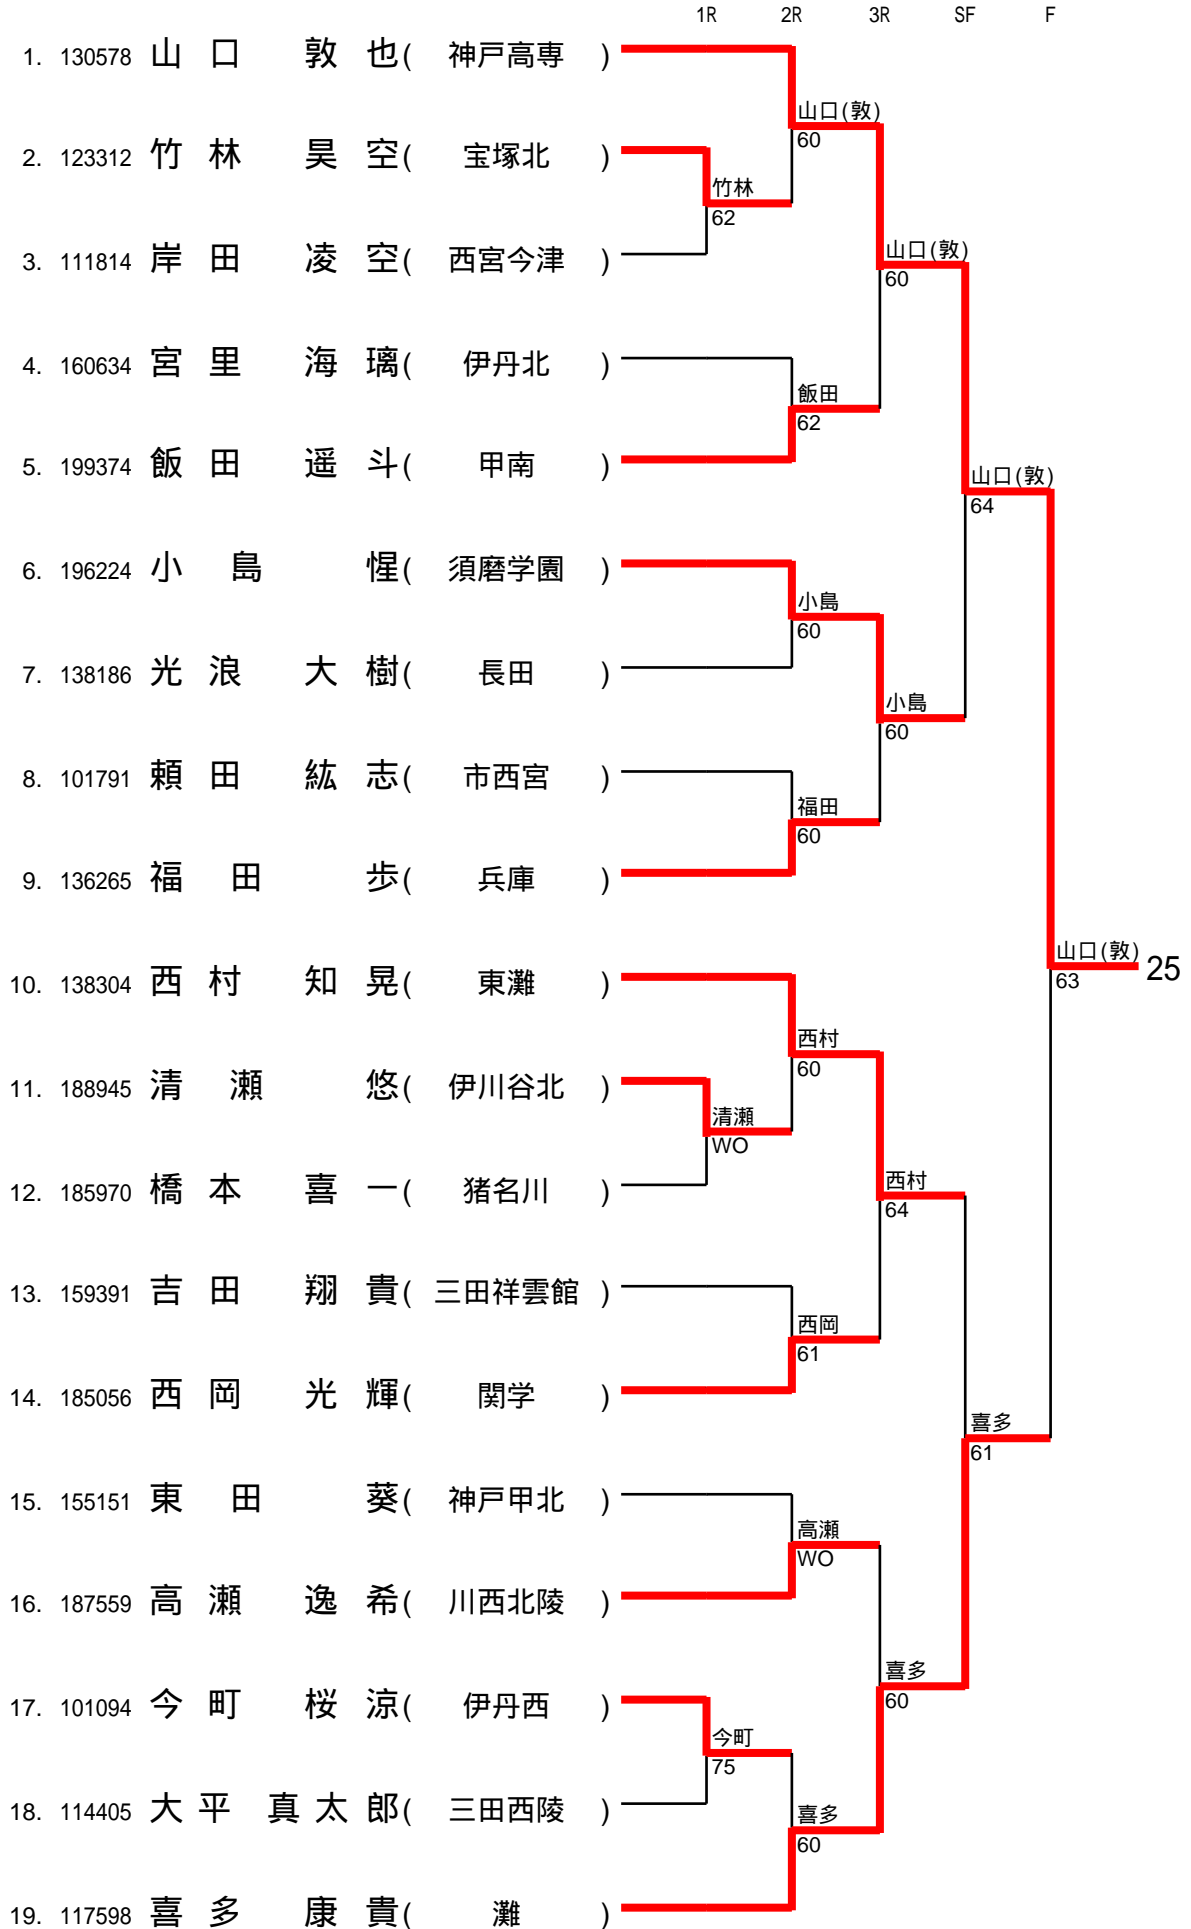 1R 2R 3R SF F
1. 130578 山口 敦也( 神戸高専 )
山口(敦)
60
2. 123312 竹林 昊空( 宝塚北 )
竹林
62
3. 111814 岸田 凌空( 西宮今津 )
山口(敦)
60
4. 160634 宮里 海璃( 伊丹北 )
飯田
62
5. 199374 飯田 遥斗( 甲南 )
山口(敦)
64
6. 196224 小島 惺( 須磨学園 )
小島
60
7. 138186 光浪 大樹( 長田 )
小島
60
8. 101791 頼田 紘志( 市西宮 )
福田
60
9. 136265 福田 歩( 兵庫 )
山口(敦)
63
25
10. 138304 西村 知晃( 東灘 )
西村
60
11. 188945 清瀬 悠( 伊川谷北 )
清瀬
WO
12. 185970 橋本 喜一( 猪名川 )
西村
64
13. 159391 吉田 翔貴( 三田祥雲館 )
西岡
61
14. 185056 西岡 光輝( 関学 )
喜多
61
15. 155151 東田 葵( 神戸甲北 )
高瀬
WO
16. 187559 高瀬 逸希( 川西北陵 )
喜多
60
17. 101094 今町 桜涼( 伊丹西 )
今町
75
18. 114405 大平 真太郎( 三田西陵 )
喜多
60
19. 117598 喜多 康貴( 灘 )